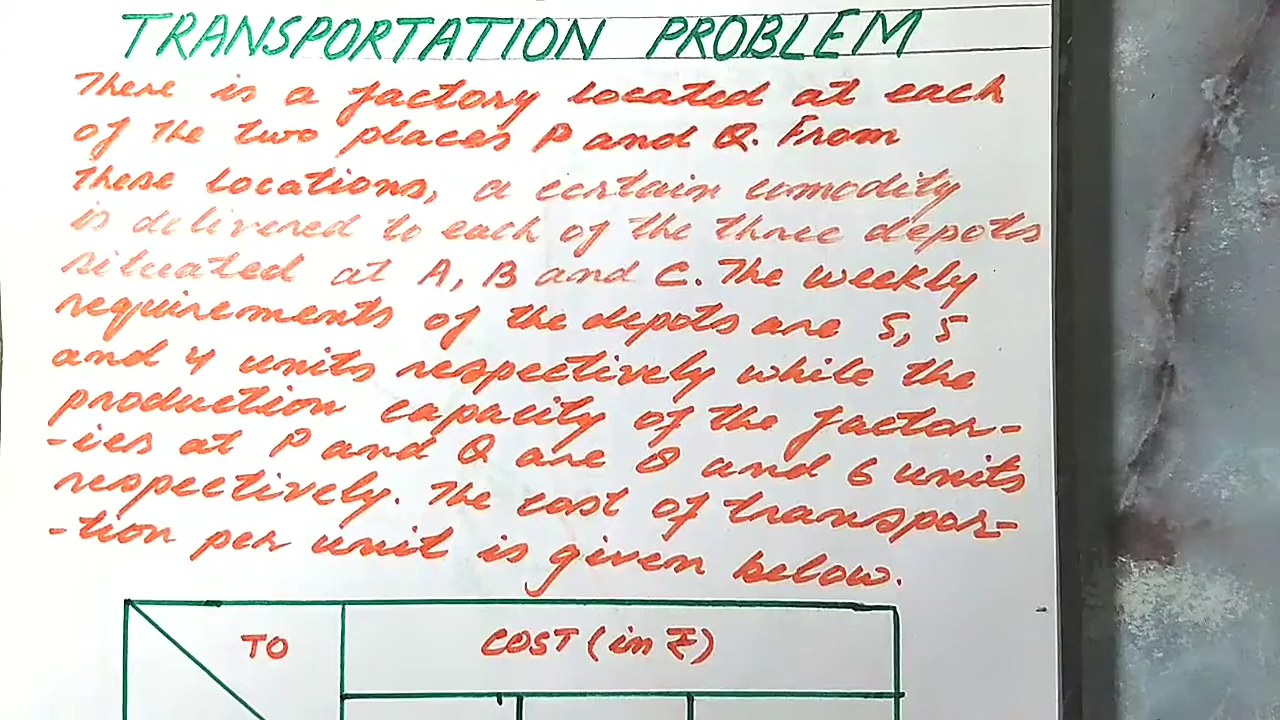 TRANSPORTATION PROBLEM
There is a factory located at each
of the two places P and Q. From
these locations, a certain comodity
is delivered to each of the three depots
situated at A, B and C. The weekly
requirements of the depots are 5, 5
and 4 units respectively while the
production capacity of the factor-
-ies at P and Q are 8 and 6 units
respectively. The cost of transpor-
-tion per unit is given below.
TO COST (in ₹)